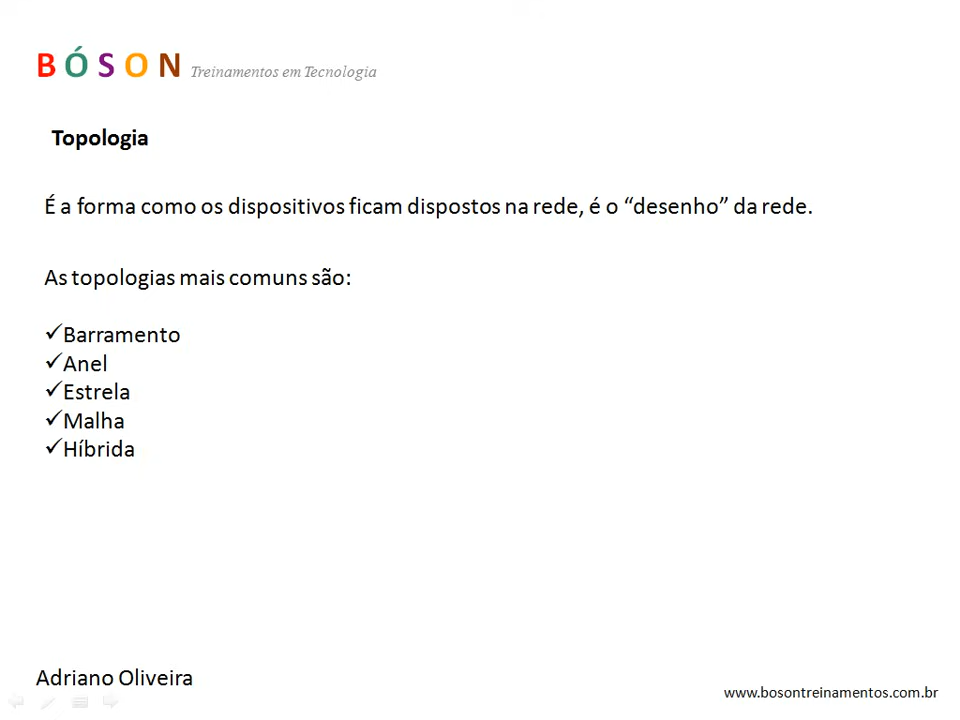 BÓSON Treinamentos em Tecnologia
Topologia
É a forma como os dispositivos ficam dispostos na rede, é o “desenho” da rede.
As topologias mais comuns são:
✓Barramento
✓Anel
✓Estrela
✓Malha
✓Híbrida
Adriano Oliveira
www.bosontreinamentos.com.br